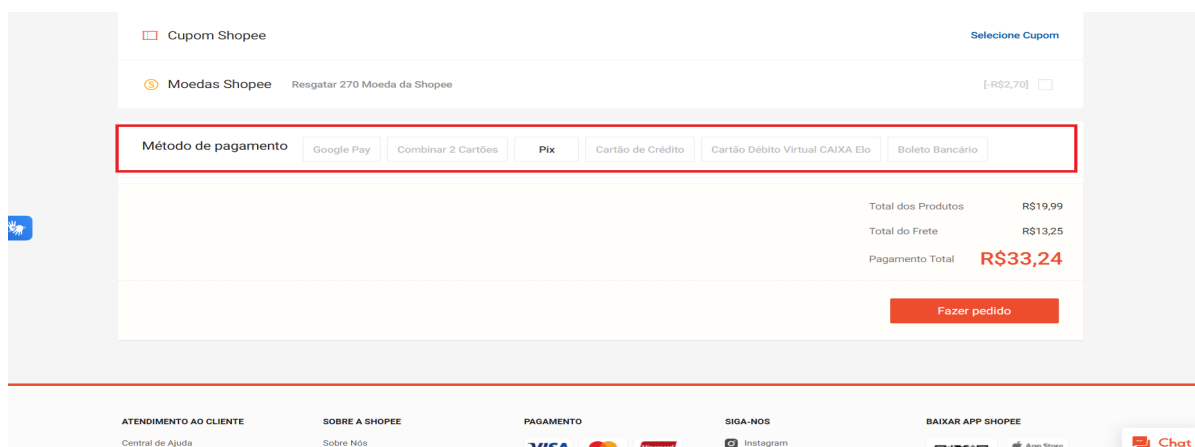 Cupom Shopee Selecione Cupom
Moedas Shopee Resgatar 270 Moeda da Shopee [-R$2,70]
Método de pagamento Google Pay Combinar 2 Cartões Pix Cartão de Crédito Cartão Débito Virtual CAIXA Elo Boleto Bancário
Total dos Produtos R$19,99
Total do Frete R$13,25
Pagamento Total R$33,24
Fazer pedido
ATENDIMENTO AO CLIENTE SOBRE A SHOPEE PAGAMENTO SIGA-NOS BAIXAR APP SHOPEE
Central de Ajuda Sobre Nós VISA Instagram App Store Chat